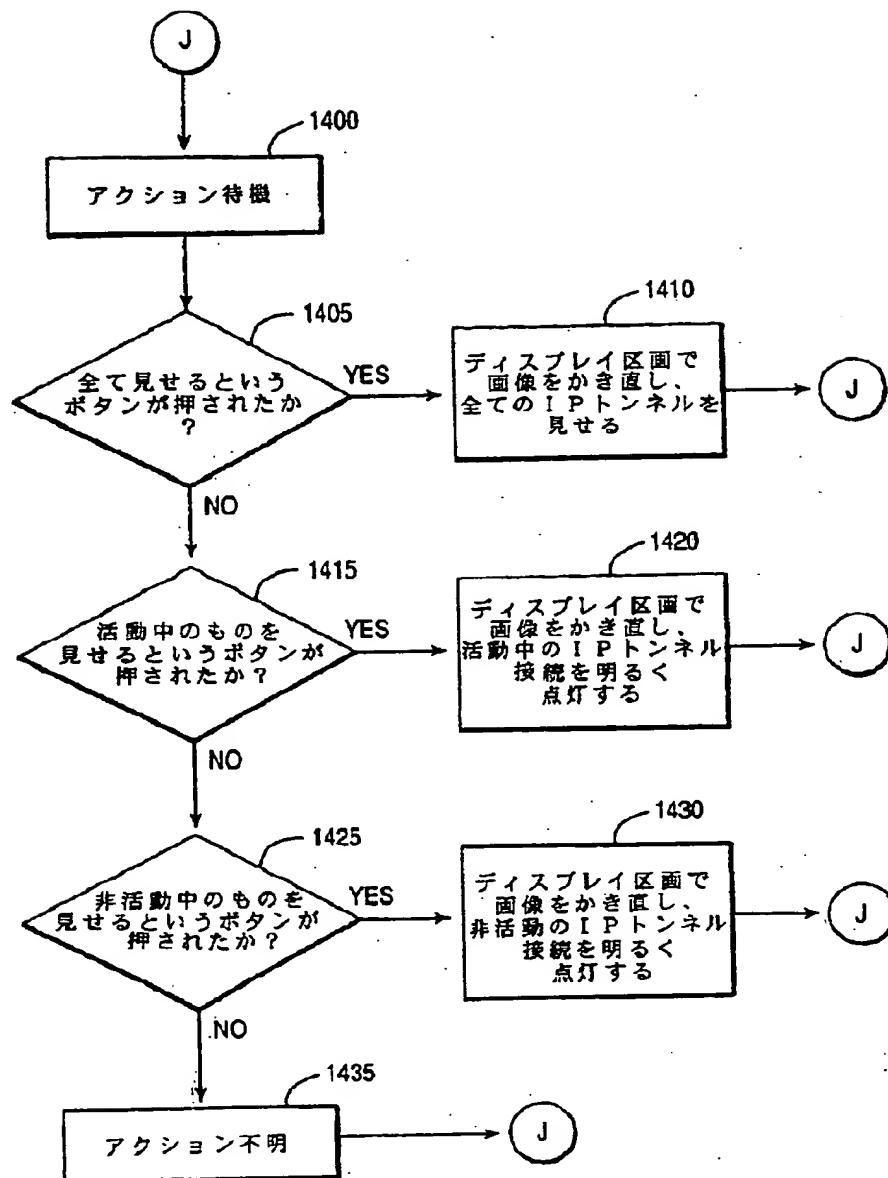 J
1400
アクション待機
1405
全て見せるという
ボタンが押されたか
?
YES
1410
ディスプレイ区画で
画像をかき直し、
全てのIPトンネルを
見せる
J
NO
1415
活動中のものを
見せるというボタンが
押されたか?
YES
1420
ディスプレイ区画で
画像をかき直し、
活動中のIPトンネル
接続を明るく
点灯する
J
NO
1425
非活動中のものを
見せるというボタンが
押されたか?
YES
1430
ディスプレイ区画で
画像をかき直し、
非活動のIPトンネル
接続を明るく
点灯する
J
NO
1435
アクション不明
J